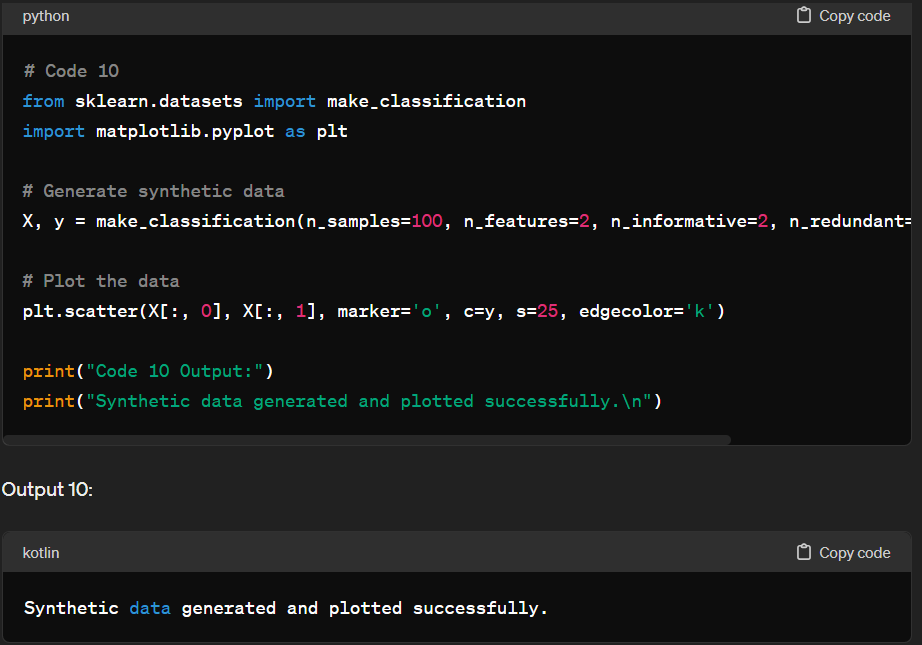 python
Copy code
# Code 10
from sklearn.datasets import make_classification
import matplotlib.pyplot as plt
# Generate synthetic data
X, y = make_classification(n_samples=100, n_features=2, n_informative=2, n_redundant=
# Plot the data
plt.scatter(X[:, 0], X[:, 1], marker='o', c=y, s=25, edgecolor='k')
print("Code 10 Output:")
print("Synthetic data generated and plotted successfully.\n")
Output 10:
kotlin
Copy code
Synthetic data generated and plotted successfully.